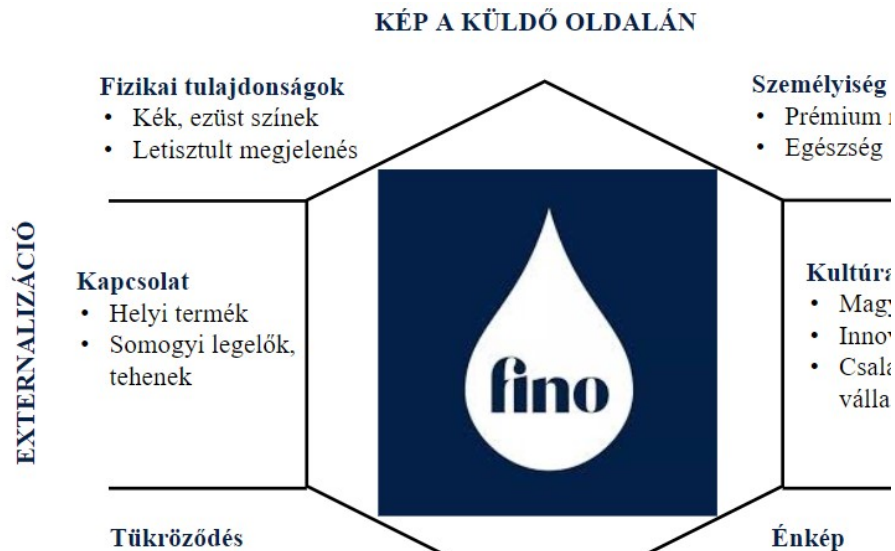 KÉP A KÜLDŐ OLDALÁN
Fizikai tulajdonságok
• Kék, ezüst színek
• Letisztult megjelenés
Személyiség
• Prémium
• Egészség
EXTERNALIZÁCIÓ
Kapcsolat
• Helyi termék
• Somogyi legelők,
tehenek
fino
Kultúra
Tükröződés
Énkép